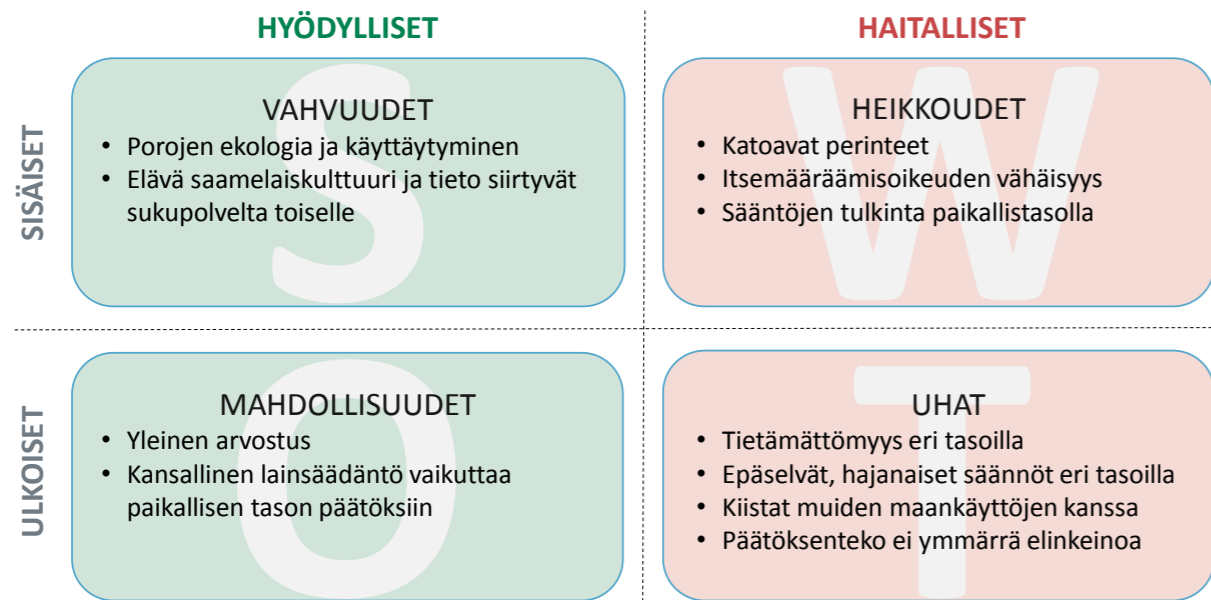 HYÖDYLLISET
HAITALLISET
SISÄISET
S
VAHVUUDET
• Porojen ekologia ja käyttäytyminen
• Elävä saamelaiskulttuuri ja tieto siirtyvät
sukupolvelta toiselle
W
HEIKKOUDET
• Katoavat perinteet
• Itsemääräämisoikeuden vähäisyys
• Sääntöjen tulkinta paikallistasolla
ULKOISET
O
MAHDOLLISUUDET
• Yleinen arvostus
• Kansallinen lainsäädäntö vaikuttaa
paikallisen tason päätöksiin
T
UHAT
• Tietämättömyys eri tasoilla
• Epäselvät, hajanaiset säännöt eri tasoilla
• Kiistat muiden maankäyttöjen kanssa
• Päätöksenteko ei ymmärrä elinkeinoa